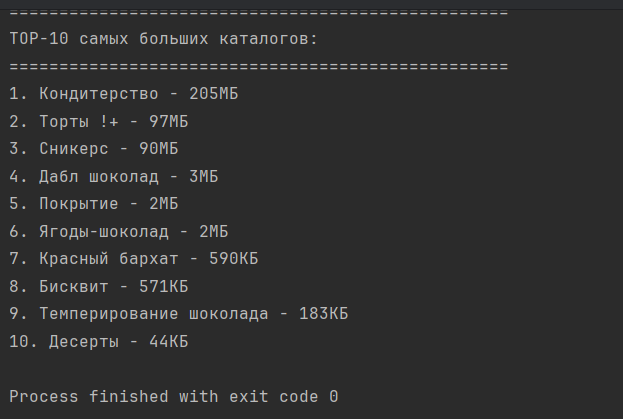 ==================================================
TOP-10 самых больших каталогов:
==================================================
1. Кондитерство - 205МБ
2. Торты !+ - 97МБ
3. Сникерс - 90МБ
4. Дабл шоколад - 3МБ
5. Покрытие - 2МБ
6. Ягоды-шоколад - 2МБ
7. Красный бархат - 590КБ
8. Бисквит - 571КБ
9. Темперирование шоколада - 183КБ
10. Десерты - 44КБ
Process finished with exit code 0